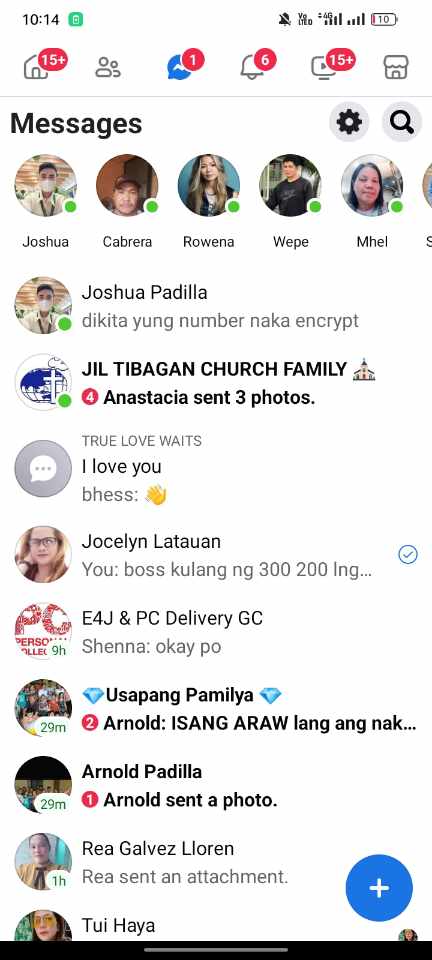 10:14
Vo LTE
4G
10
15+
1
6
15+
Messages
Joshua
Cabrera
Rowena
Wepe
Mhel
S
Joshua Padilla
dikita yung number naka encrypt
JIL TIBAGAN CHURCH FAMILY ⛪
4 Anastacia sent 3 photos.
TRUE LOVE WAITS
I love you
bhess: 👋
Jocelyn Latauan
You: boss kulang ng 300 200 lng...
E4J & PC Delivery GC
Shenna: okay po
PC
9h
💎Usapang Pamilya 💎
2 Arnold: ISANG ARAW lang ang nak...
29m
Arnold Padilla
1 Arnold sent a photo.
29m
Rea Galvez Lloren
Rea sent an attachment.
1h
Tui Haya